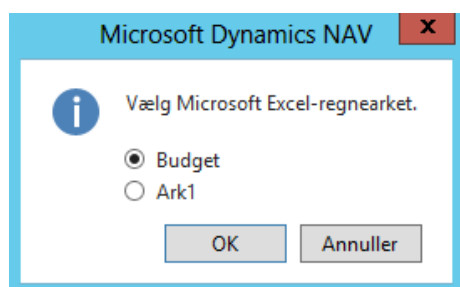 Microsoft Dynamics NAV
x
i
Vælg Microsoft Excel-regnearket.
Budget
Ark1
OK
Annuller